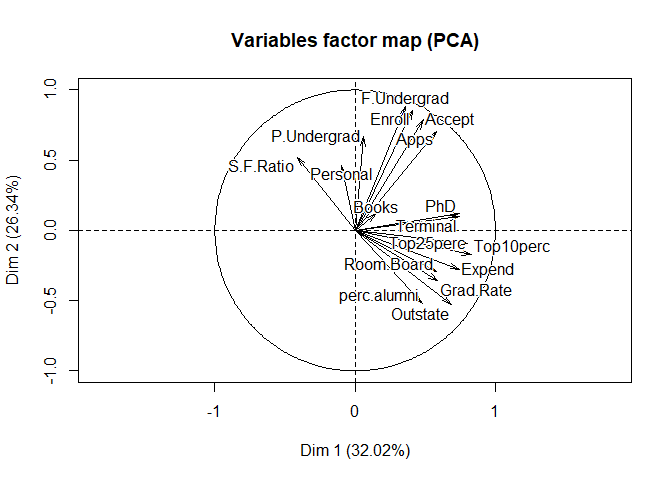 Variables factor map (PCA)
Dim 2 (26.34%)
1.0
0.5
0.0
-0.5
-1.0
F.Undergrad
Enroll
Accept
P.Undergrad
Apps
S.F.Ratio
Personal
Books
PhD
Terminal
Top25perc
Top10perc
Room.Board
Expend
Grad.Rate
perc.alumni
Outstate
-1
0
1
Dim 1 (32.02%)